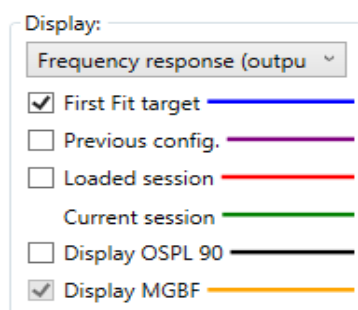 Display:
Frequency response (outpu
First Fit target
Previous config.
Loaded session
Current session
Display OSPL 90
Display MGBF